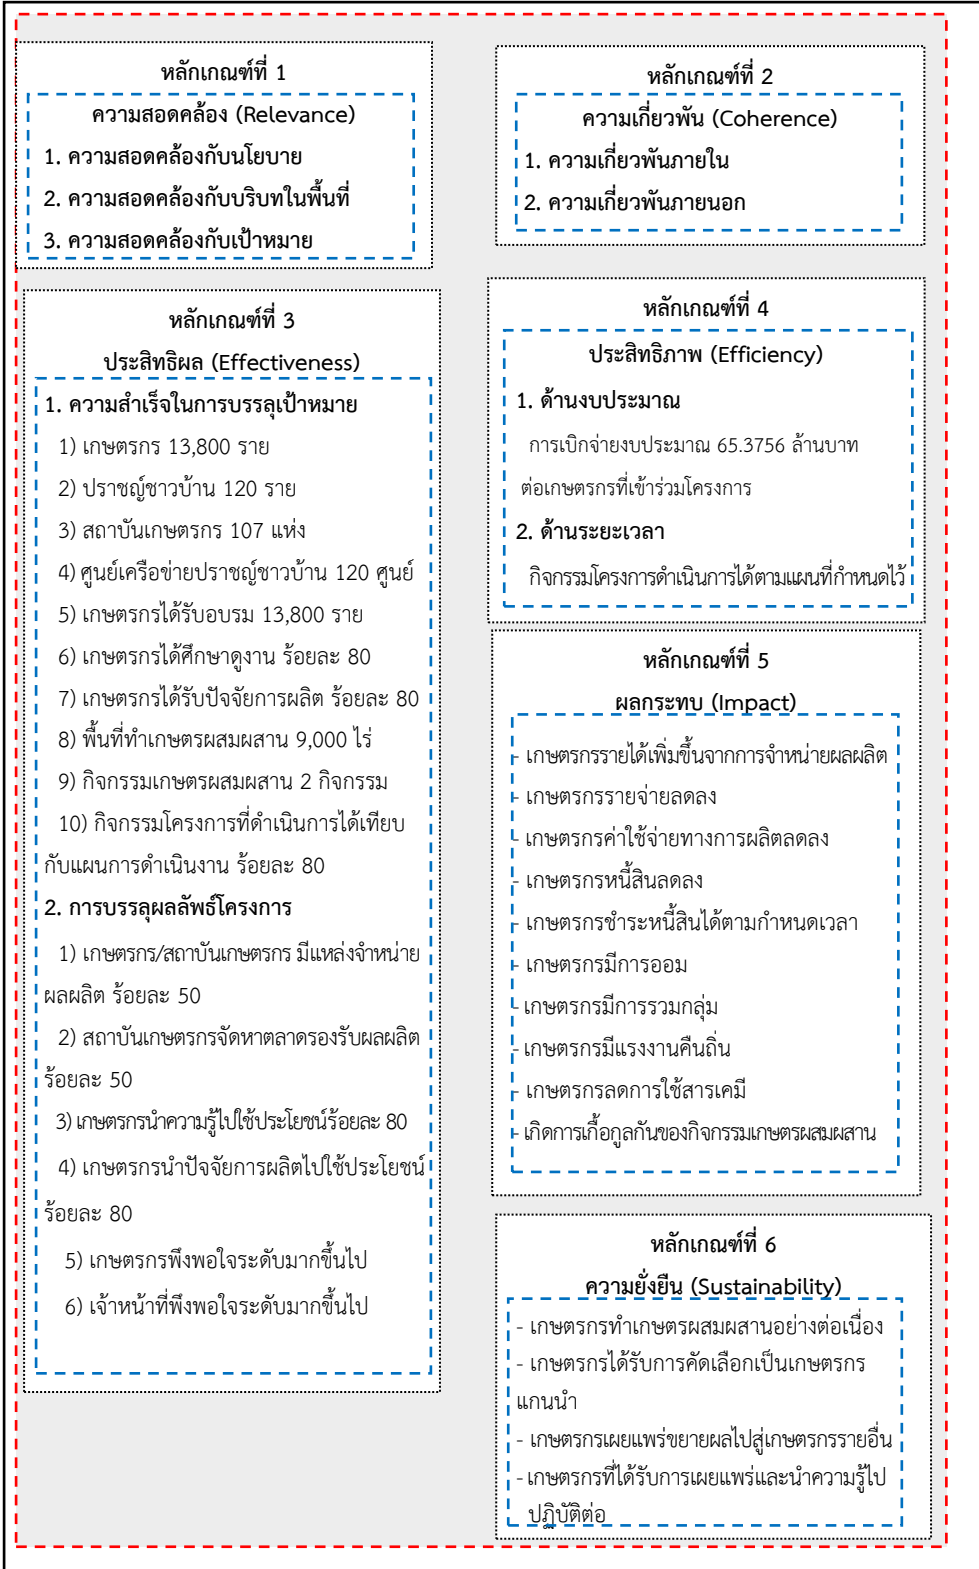 หลักเกณฑ์ที่ 1
ความสอดคล้อง (Relevance)
1. ความสอดคล้องกับนโยบาย
2. ความสอดคล้องกับบริบทในพื้นที่
3. ความสอดคล้องกับเป้าหมาย
หลักเกณฑ์ที่ 2
ความเกี่ยวพัน (Coherence)
1. ความเกี่ยวพันภายใน
2. ความเกี่ยวพันภายนอก
หลักเกณฑ์ที่ 3
ประสิทธิผล (Effectiveness)
1. ความสำเร็จในการบรรลุเป้าหมาย
1) เกษตรกร 13,800 ราย
2) ปราชญ์ชาวบ้าน 120 ราย
3) สถาบันเกษตรกร 107 แห่ง
4) ศูนย์เครือข่ายปราชญ์ชาวบ้าน 120 ศูนย์
5) เกษตรกรได้รับอบรม 13,800 ราย
6) เกษตรกรได้ศึกษาดูงาน ร้อยละ 80
7) เกษตรกรได้รับปัจจัยการผลิต ร้อยละ 80
8) พื้นที่ทำเกษตรผสมผสาน 9,000 ไร่
9) กิจกรรมเกษตรผสมผสาน 2 กิจกรรม
10) กิจกรรมโครงการที่ดำเนินการได้เทียบ
กับแผนการดำเนินงาน ร้อยละ 80
2. การบรรลุผลลัพธ์โครงการ
1) เกษตรกร/สถาบันเกษตรกร มีแหล่งจำหน่าย
ผลผลิต ร้อยละ 50
2) สถาบันเกษตรกรจัดหาตลาดรองรับผลผลิต
ร้อยละ 50
3) เกษตรกรนำความรู้ไปใช้ประโยชน์ร้อยละ 80
4) เกษตรกรนำปัจจัยการผลิตไปใช้ประโยชน์
ร้อยละ 80
5) เกษตรกรพึงพอใจระดับมากขึ้นไป
6) เจ้าหน้าที่พึงพอใจระดับมากขึ้นไป
หลักเกณฑ์ที่ 4
ประสิทธิภาพ (Efficiency)
1. ด้านงบประมาณ
การเบิกจ่ายงบประมาณ 65.3756 ล้านบาท
ต่อเกษตรกรที่เข้าร่วมโครงการ
2. ด้านระยะเวลา
กิจกรรมโครงการดำเนินการได้ตามแผนที่กำหนดไว้
หลักเกณฑ์ที่ 5
ผลกระทบ (Impact)
- เกษตรกรรายได้เพิ่มขึ้นจากการจำหน่ายผลผลิต
- เกษตรกรรายจ่ายลดลง
- เกษตรกรค่าใช้จ่ายทางการผลิตลดลง
- เกษตรกรหนี้สินลดลง
- เกษตรกรชำระหนี้สินได้ตามกำหนดเวลา
- เกษตรกรมีการออม
- เกษตรกรมีการรวมกลุ่ม
- เกษตรกรมีแรงงานคืนถิ่น
- เกษตรกรลดการใช้สารเคมี
- เกิดการเกื้อกูลกันของกิจกรรมเกษตรผสมผสาน
หลักเกณฑ์ที่ 6
ความยั่งยืน (Sustainability)
- เกษตรกรทำเกษตรผสมผสานอย่างต่อเนื่อง
- เกษตรกรได้รับการคัดเลือกเป็นเกษตรกร
แกนนำ
- เกษตรกรเผยแพร่ขยายผลไปสู่เกษตรกรรายอื่น
- เกษตรกรที่ได้รับการเผยแพร่และนำความรู้ไป
ปฏิบัติต่อ